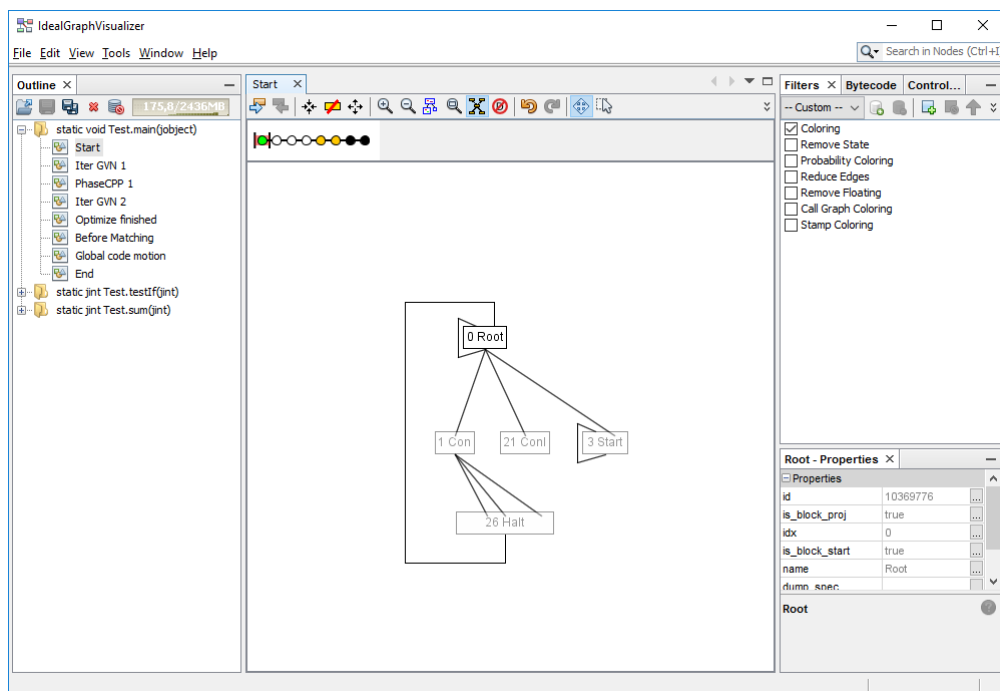 IdealGraphVisualizer
File Edit View Tools Window Help
Search in Nodes (Ctrl+I
Outline
175,8/2436MB
static void Test.main(jobject)
Start
Iter GVN 1
PhaseCPP 1
Iter GVN 2
Optimize finished
Before Matching
Global code motion
End
static jint Test.testIf(jint)
static jint Test.sum(jint)
Start
0 Root
1 Con
21 ConI
3 Start
26 Halt
Filters Bytecode Control...
-- Custom --
Coloring
Remove State
Probability Coloring
Reduce Edges
Remove Floating
Call Graph Coloring
Stamp Coloring
Root - Properties
Properties
id 10369776 ...
is_block_proj true ...
idx 0 ...
is_block_start true ...
name Root ...
dump_spec
Root